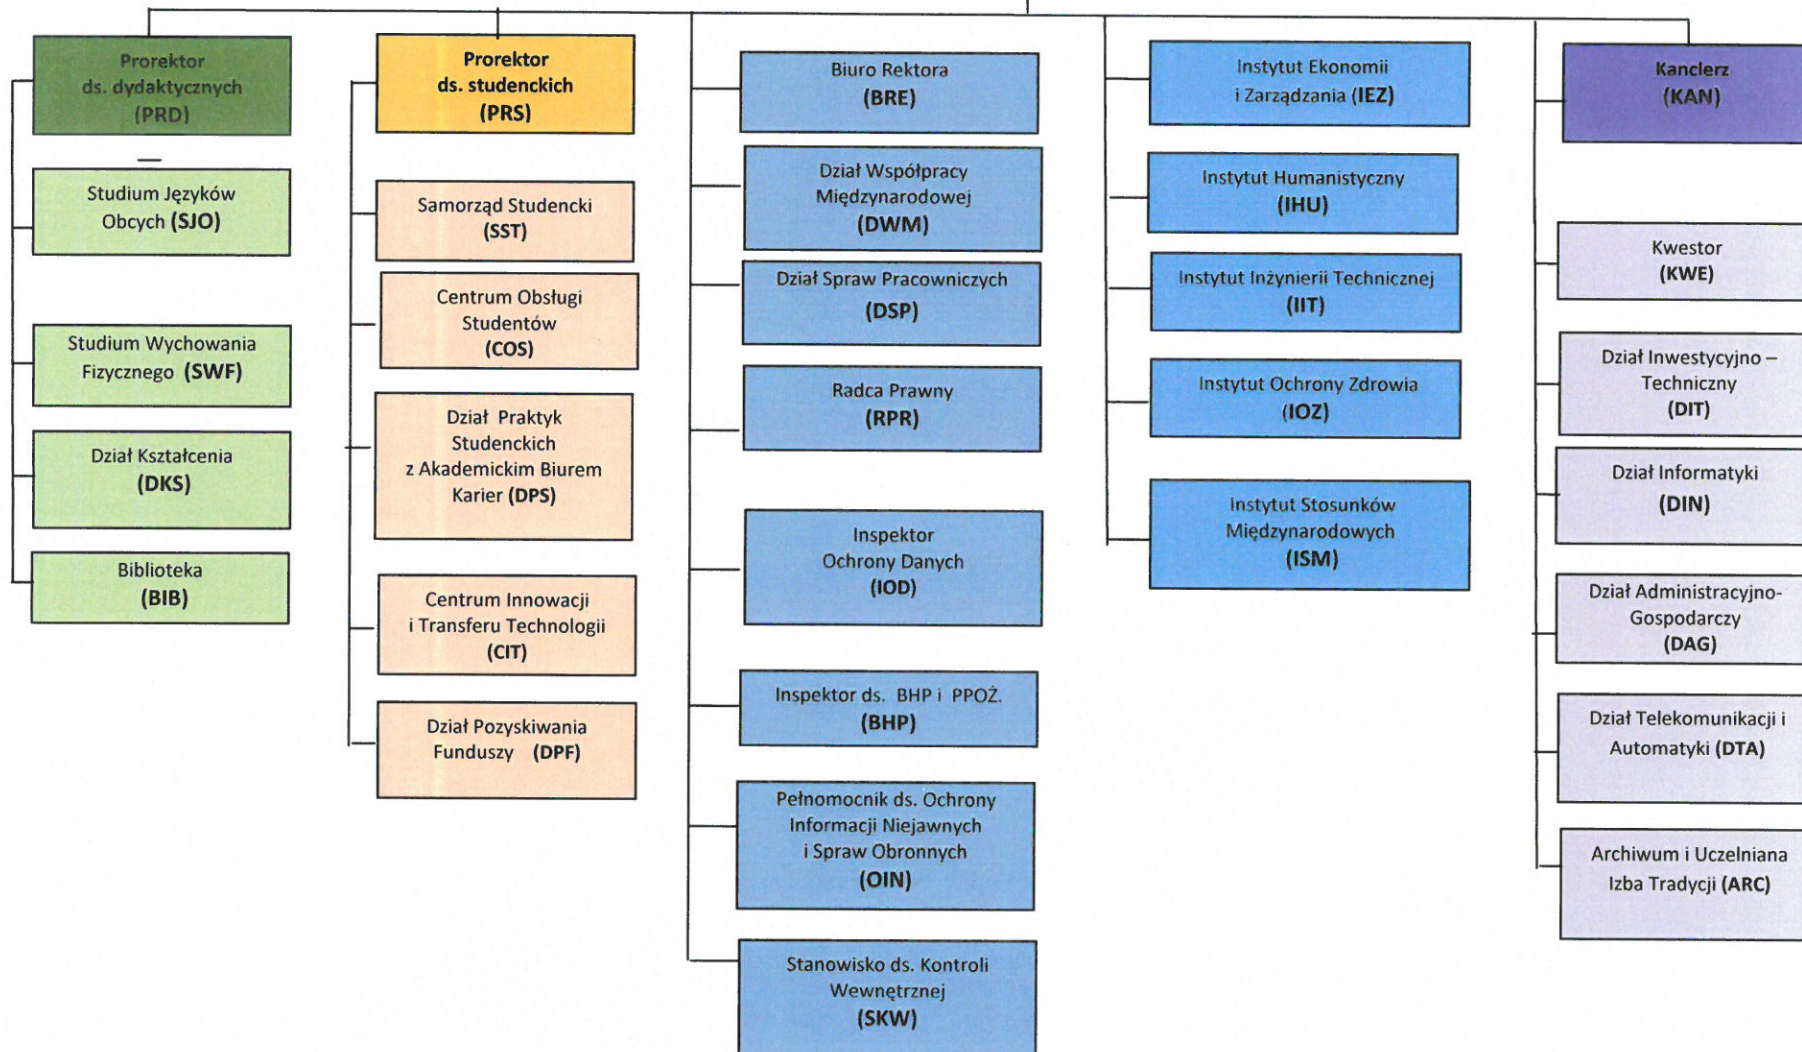 Prorektor
ds. dydaktycznych
(PRD)
Studium Języków
Obcych (SJO)
Studium Wychowania
Fizycznego (SWF)
Dział Kształcenia
(DKS)
Biblioteka
(BIB)
Prorektor
ds. studenckich
(PRS)
Samorząd Studencki
(SST)
Centrum Obsługi
Studentów
(COS)
Dział Praktyk
Studenckich
z Akademickim Biurem
Karier (DPS)
Centrum Innowacji
i Transferu Technologii
(CIT)
Dział Pozyskiwania
Funduszy (DPF)
Biuro Rektora
(BRE)
Dział Współpracy
Międzynarodowej
(DWM)
Dział Spraw Pracowniczych
(DSP)
Radca Prawny
(RPR)
Inspektor
Ochrony Danych
(IOD)
Inspektor ds. BHP i PPOŻ.
(BHP)
Pełnomocnik ds. Ochrony
Informacji Niejawnych
i Spraw Obronnych
(OIN)
Stanowisko ds. Kontroli
Wewnętrznej
(SKW)
Instytut Ekonomii
i Zarządzania (IEZ)
Instytut Humanistyczny
(IHU)
Instytut Inżynierii Technicznej
(IIT)
Instytut Ochrony Zdrowia
(IOZ)
Instytut Stosunków
Międzynarodowych
(ISM)
Kanclerz
(KAN)
Kwestor
(KWE)
Dział Inwestycyjno –
Techniczny
(DIT)
Dział Informatyki
(DIN)
Dział Administracyjno-
Gospodarczy
(DAG)
Dział Telekomunikacji i
Automatyki (DTA)
Archiwum i Uczelniana
Izba Tradycji (ARC)